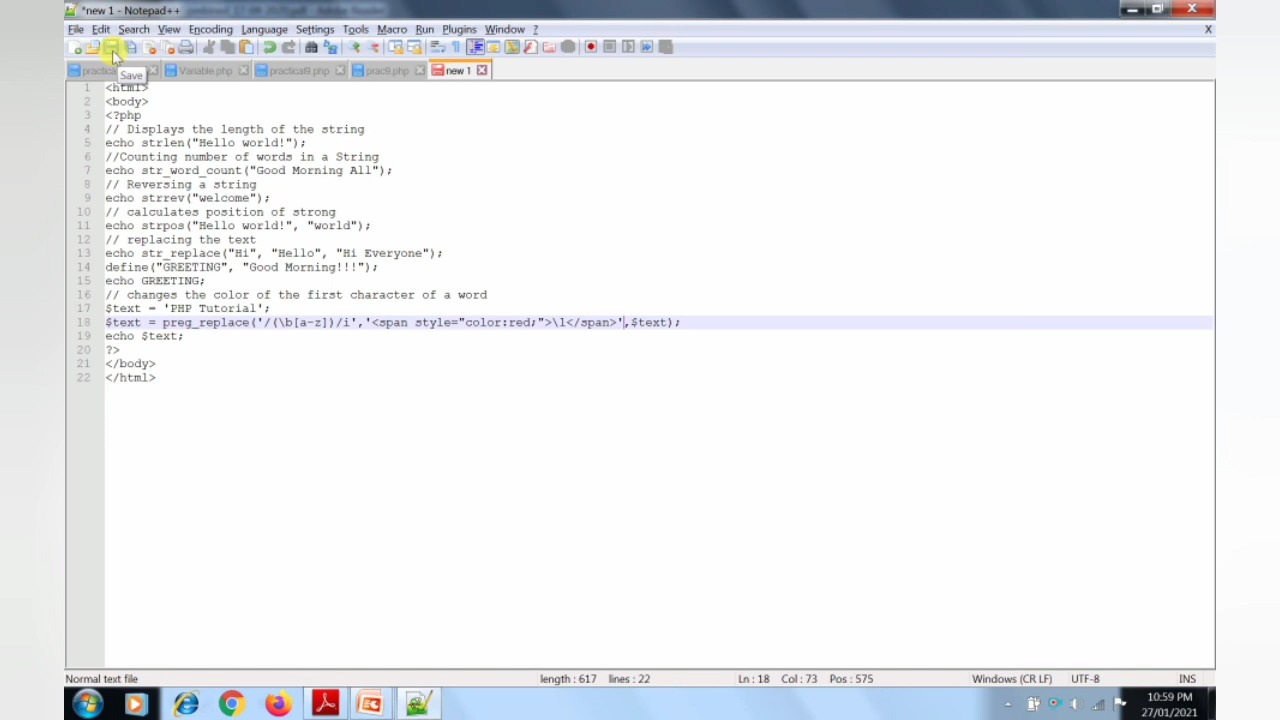 *new 1 - Notepad++
File Edit Search View Encoding Language Settings Tools Macro Run Plugins Window ? X
Variable.php practical9.php prac9.php new 1
Save
1 <html>
2 <body>
3 <?php
4 // Displays the length of the string
5 echo strlen("Hello world!");
6 //Counting number of words in a String
7 echo str_word_count("Good Morning All");
8 // Reversing a string
9 echo strrev("welcome");
10 // calculates position of strong
11 echo strpos("Hello world!", "world");
12 // replacing the text
13 echo str_replace("Hi", "Hello", "Hi Everyone");
14 define("GREETING", "Good Morning!!!");
15 echo GREETING;
16 // changes the color of the first character of a word
17 $text = 'PHP Tutorial';
18 $text = preg_replace('/(\b[a-z])/i','<span style="color:red;">\1</span>',$text);
19 echo $text;
20 ?>
21 </body>
22 </html>
Normal text file length : 617 lines : 22 Ln : 18 Col : 73 Pos : 575 Windows (CR LF) UTF-8 INS
10:59 PM
27/01/2021